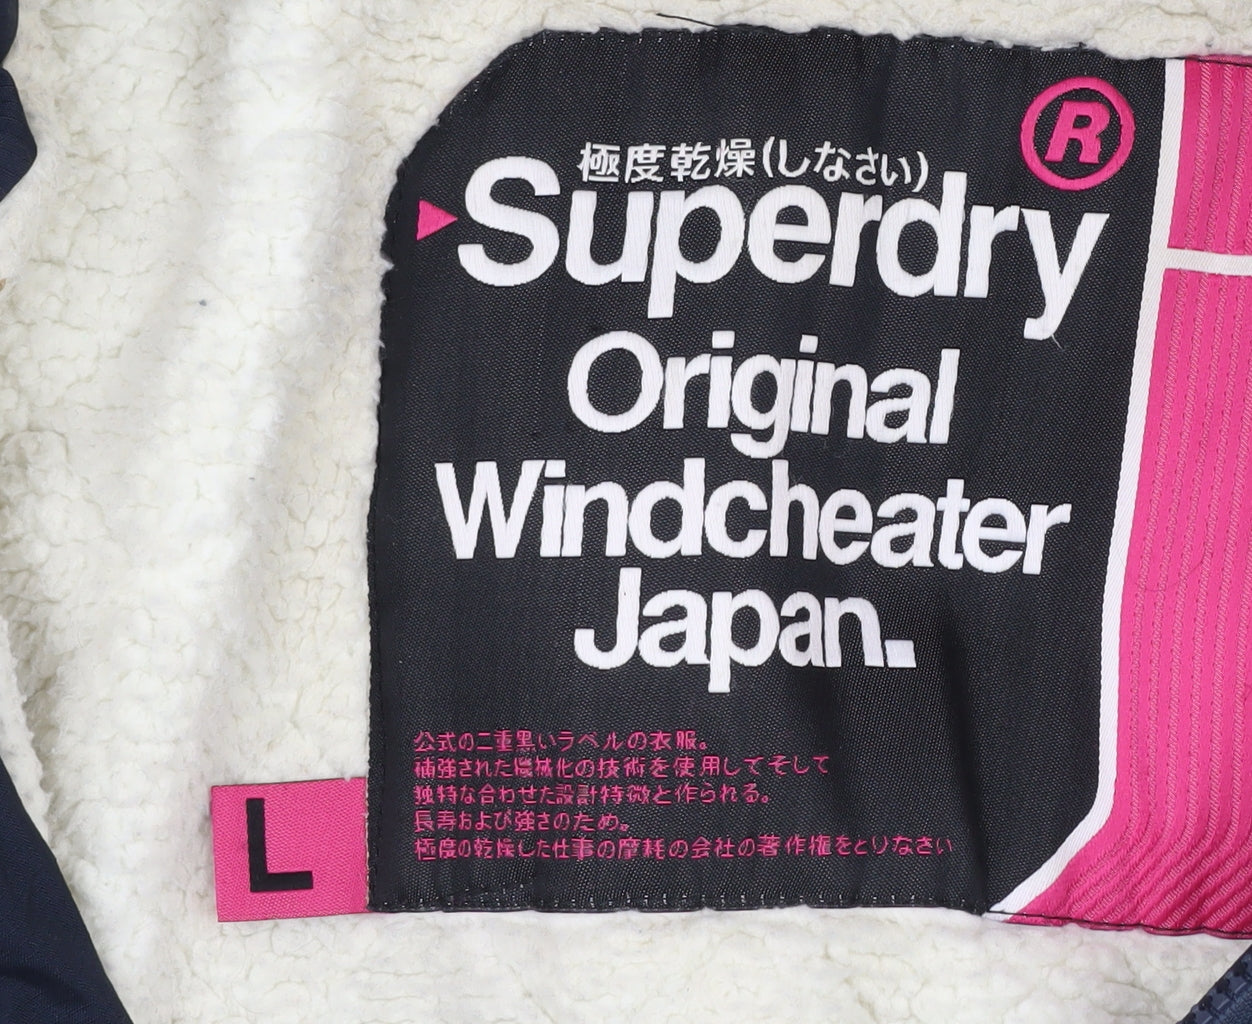 ®
極度乾燥(しなさい)
Superdry
Original
Windcheater
Japan.
公式の二重黒いラベルの衣服。
補強された機械化の技術を使用してそして
独特な合わせた設計特徴と作られる。
長寿および強さのため。
極度の乾燥した仕事の摩耗の会社の著作権をとりなさい
L